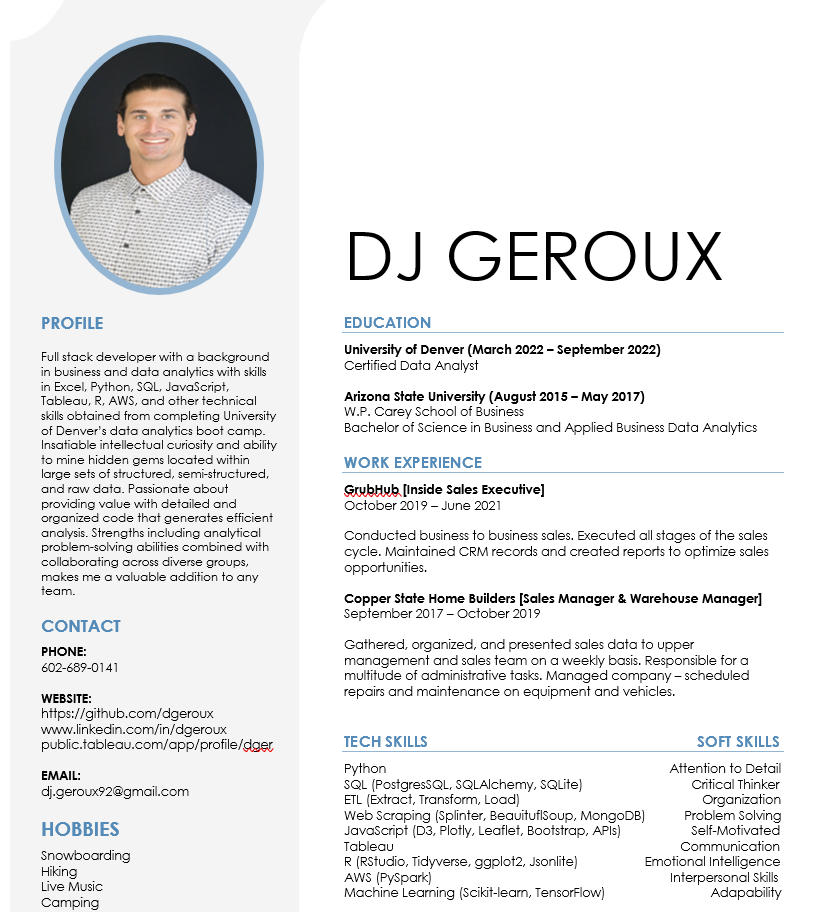 DJ GEROUX
PROFILE
Full stack developer with a background
in business and data analytics with skills
in Excel, Python, SQL, JavaScript,
Tableau, R, AWS, and other technical
skills obtained from completing University
of Denver’s data analytics boot camp.
Insatiable intellectual curiosity and ability
to mine hidden gems located within
large sets of structured, semi-structured,
and raw data. Passionate about
providing value with detailed and
organized code that generates efficient
analysis. Strengths including analytical
problem-solving abilities combined with
collaborating across diverse groups,
makes me a valuable addition to any
team.
CONTACT
PHONE:
602-689-0141
WEBSITE:
https://github.com/dgeroux
www.linkedin.com/in/dgeroux
public.tableau.com/app/profile/dger
EMAIL:
dj.geroux92@gmail.com
HOBBIES
Snowboarding
Hiking
Live Music
Camping
EDUCATION
University of Denver (March 2022 – September 2022)
Certified Data Analyst
Arizona State University (August 2015 – May 2017)
W.P. Carey School of Business
Bachelor of Science in Business and Applied Business Data Analytics
WORK EXPERIENCE
GrubHub [Inside Sales Executive]
October 2019 – June 2021
Conducted business to business sales. Executed all stages of the sales
cycle. Maintained CRM records and created reports to optimize sales
opportunities.
Copper State Home Builders [Sales Manager & Warehouse Manager]
September 2017 – October 2019
Gathered, organized, and presented sales data to upper
management and sales team on a weekly basis. Responsible for a
multitude of administrative tasks. Managed company – scheduled
repairs and maintenance on equipment and vehicles.
TECH SKILLS
Python
SQL (PostgresSQL, SQLAlchemy, SQLite)
ETL (Extract, Transform, Load)
Web Scraping (Splinter, BeauituflSoup, MongoDB)
JavaScript (D3, Plotly, Leaflet, Bootstrap, APIs)
Tableau
R (RStudio, Tidyverse, ggplot2, Jsonlite)
AWS (PySpark)
Machine Learning (Scikit-learn, TensorFlow)
SOFT SKILLS
Attention to Detail
Critical Thinker
Organization
Problem Solving
Self-Motivated
Communication
Emotional Intelligence
Interpersonal Skills
Adapability